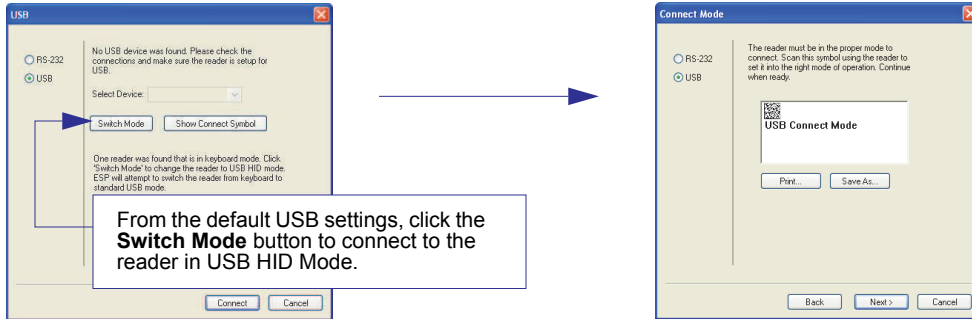 USB
RS-232
USB
No USB device was found. Please check the
connections and make sure the reader is setup for
USB.
Select Device:
Switch Mode
Show Connect Symbol
One reader was found that is in keyboard mode. Click
'Switch Mode' to change the reader to USB HID mode.
ESP will attempt to switch the reader from keyboard to
standard USB mode.
From the default USB settings, click the
Switch Mode button to connect to the
reader in USB HID Mode.
Connect
Cancel
Connect Mode
RS-232
USB
The reader must be in the proper mode to
connect. Scan this symbol using the reader to
set it into the right mode of operation. Continue
when ready.
USB Connect Mode
Print...
Save As...
Back
Next >
Cancel